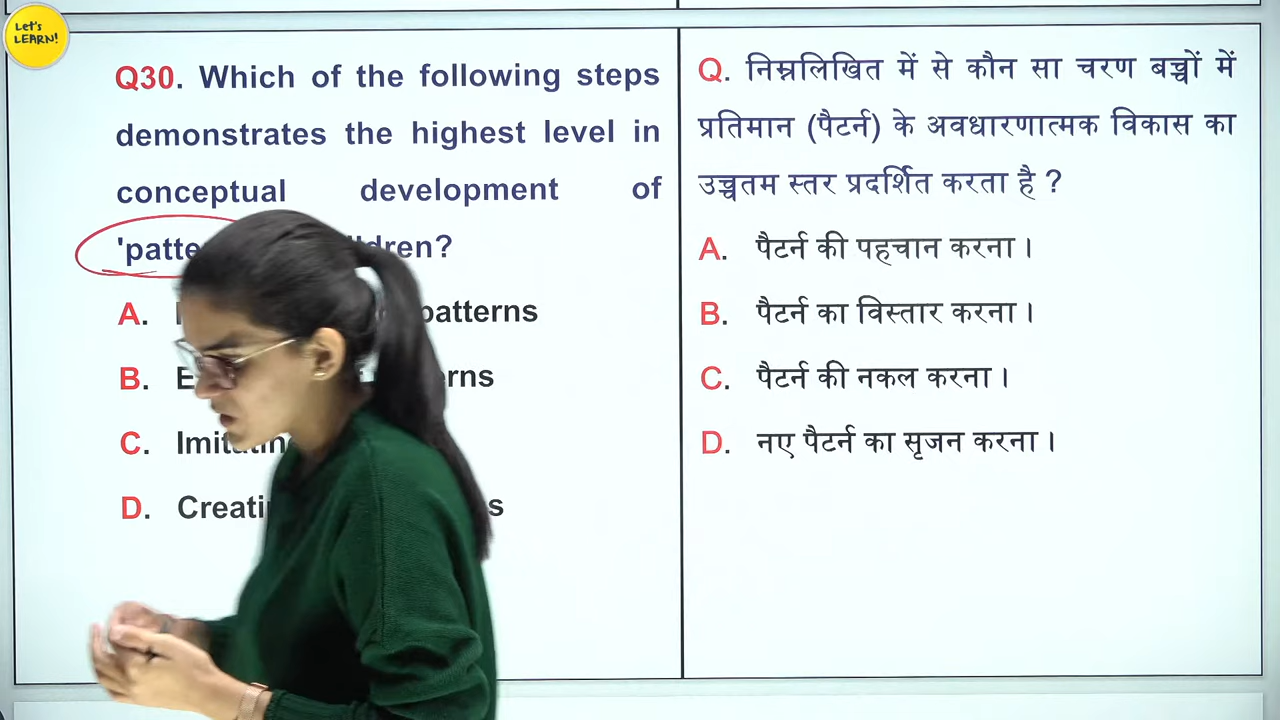 Let's
LEARN!
Q30. Which of the following steps
demonstrates the highest level in
conceptual development of
'patte ldren?
A. patterns
B. E rns
C. Imitatin
D. Creati s
Q. निम्नलिखित में से कौन सा चरण बच्चों में
प्रतिमान (पैटर्न) के अवधारणात्मक विकास का
उच्चतम स्तर प्रदर्शित करता है ?
A. पैटर्न की पहचान करना ।
B. पैटर्न का विस्तार करना ।
C. पैटर्न की नकल करना ।
D. नए पैटर्न का सृजन करना ।